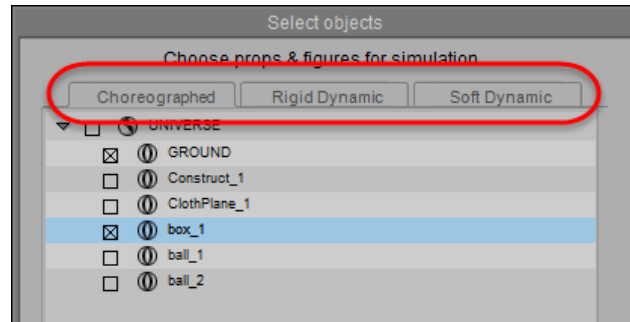 Select objects
Choose props & figures for simulation
Choreographed Rigid Dynamic Soft Dynamic
UNIVERSE
GROUND
Construct_1
ClothPlane_1
box_1
ball_1
ball_2